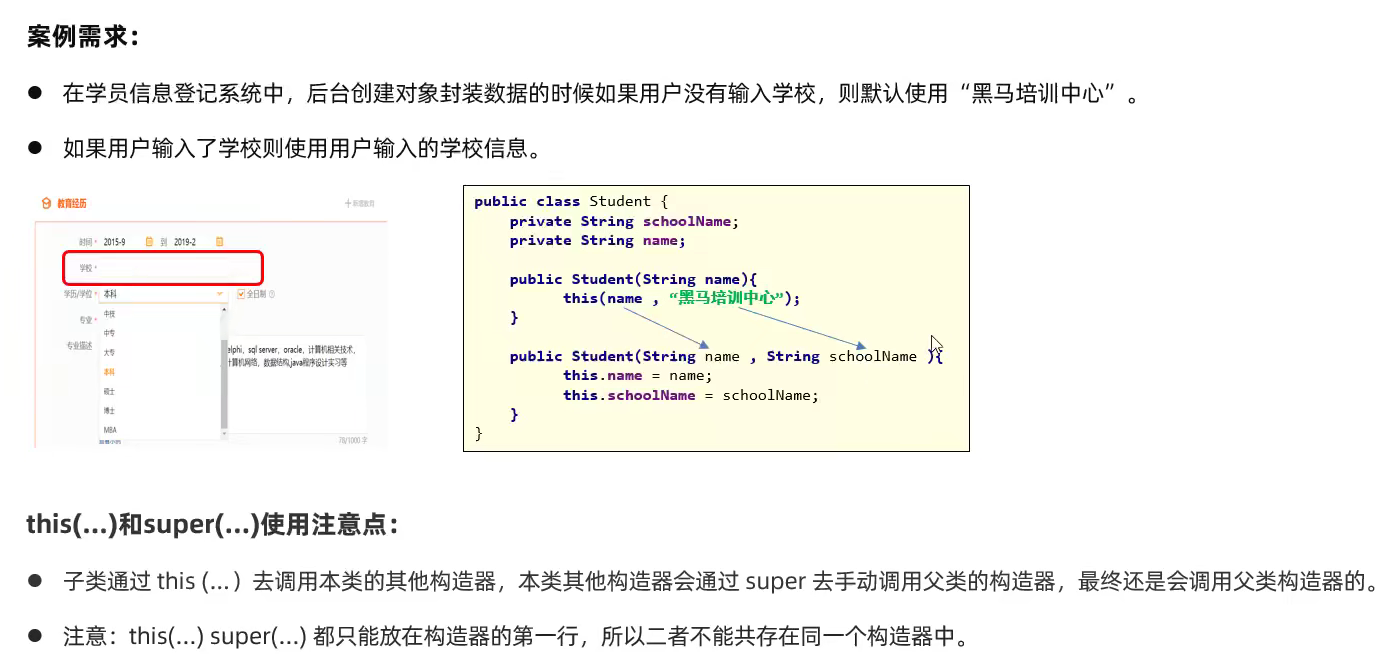 案例需求：
● 在学员信息登记系统中，后台创建对象封装数据的时候如果用户没有输入学校，则默认使用“黑马培训中心”。
● 如果用户输入了学校则使用用户输入的学校信息。
教育经历
时间 * 2015-9 到 2019-2
学校 *
学历/学位 * 本科 全日制
中技
专业 * 中专
专业描述 大专
本科
硕士
博士
MBA
elphi、sql server、oracle，计算机相关技术、
计算机网络，数据结构,java程序设计实习等
78/1000 字
public class Student {
private String schoolName;
private String name;
public Student(String name){
this(name , “黑马培训中心”);
}
public Student(String name , String schoolName ){
this.name = name;
this.schoolName = schoolName;
}
}
this(...)和super(...)使用注意点：
● 子类通过 this (... ）去调用本类的其他构造器，本类其他构造器会通过 super 去手动调用父类的构造器，最终还是会调用父类构造器的。
● 注意：this(...) super(...) 都只能放在构造器的第一行，所以二者不能共存在同一个构造器中。